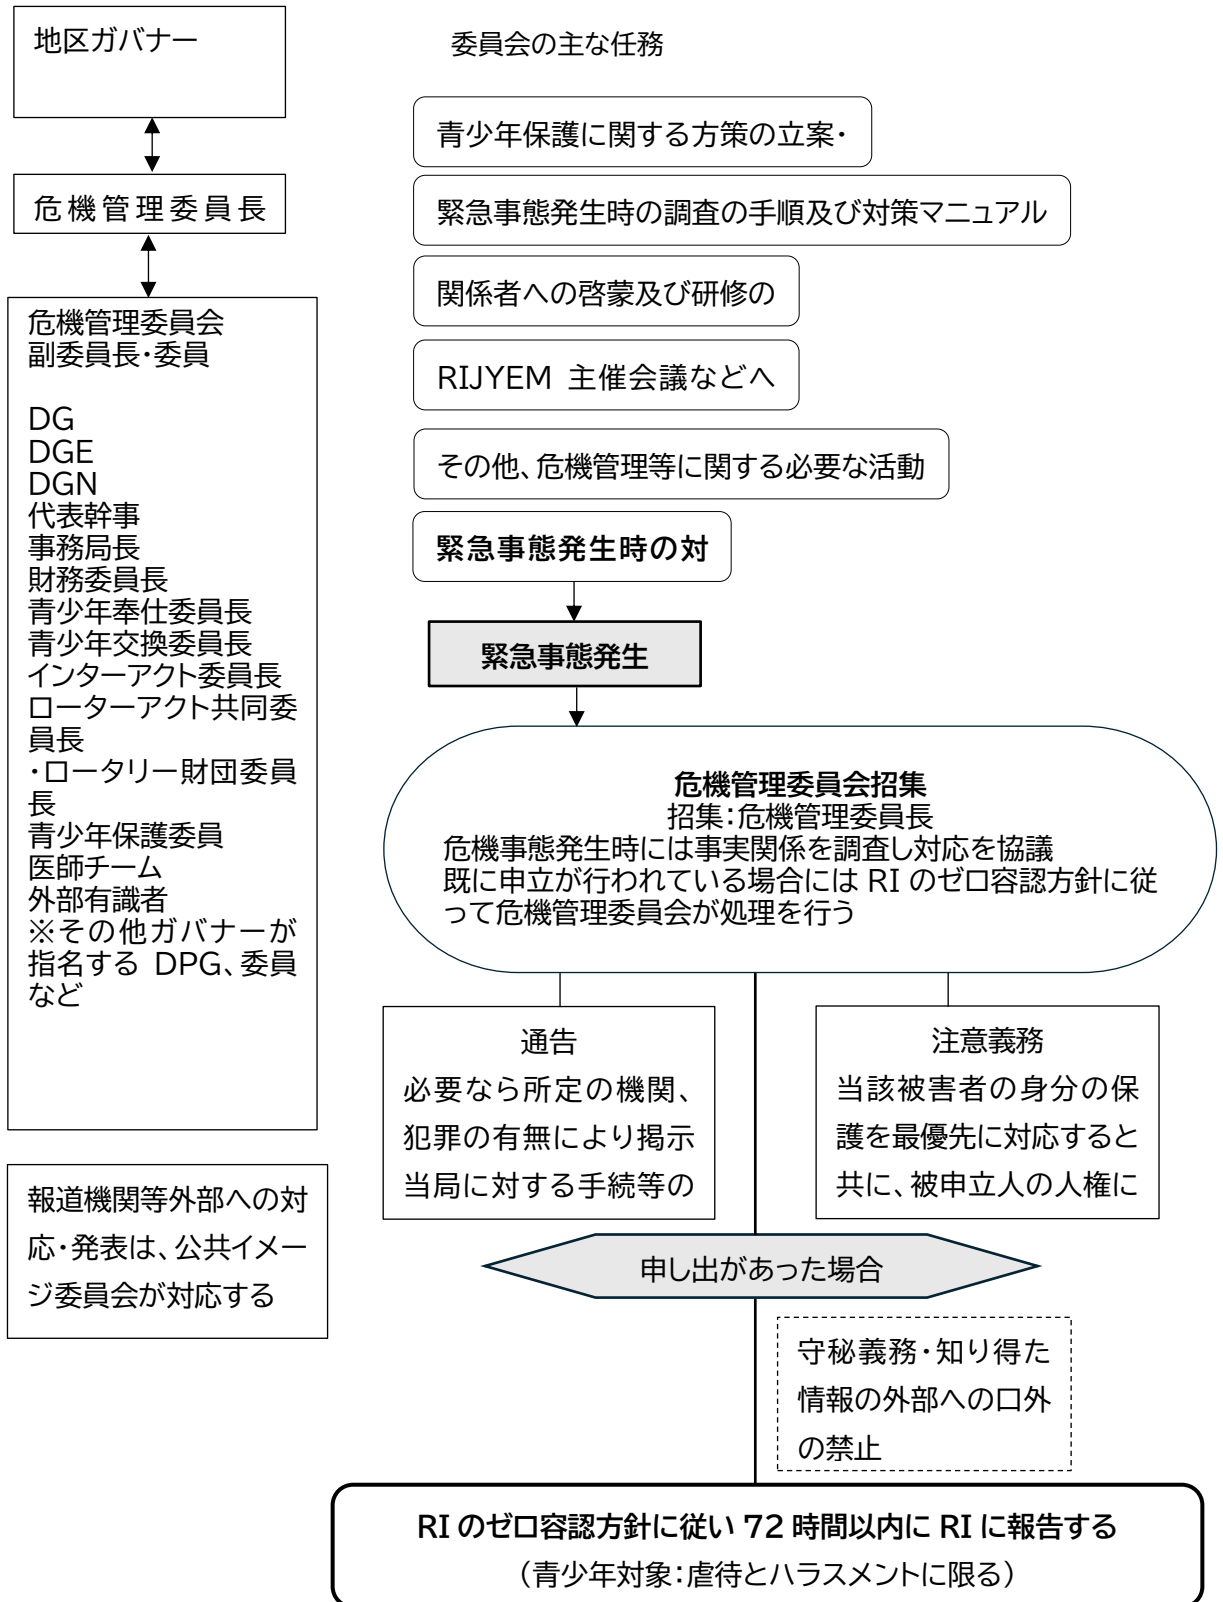 地区ガバナー
危機管理委員長
危機管理委員会
副委員長・委員
DG
DGE
DGN
代表幹事
事務局長
財務委員長
青少年奉仕委員長
青少年交換委員長
インターアクト委員長
ローターアクト共同委
員長
・ロータリー財団委員
長
青少年保護委員
医師チーム
外部有識者
※その他ガバナーが
指名する DPG、委員
など
報道機関等外部への対
応・発表は、公共イメー
ジ委員会が対応する
委員会の主な任務
青少年保護に関する方策の立案・
緊急事態発生時の調査の手順及び対策マニュアル
関係者への啓蒙及び研修の
RIJYEM 主催会議などへ
その他、危機管理等に関する必要な活動
緊急事態発生時の対
緊急事態発生
危機管理委員会招集
招集：危機管理委員長
危機事態発生時には事実関係を調査し対応を協議
既に申立が行われている場合には RI のゼロ容認方針に従
って危機管理委員会が処理を行う
通告
必要なら所定の機関、
犯罪の有無により掲示
当局に対する手続等の
注意義務
当該被害者の身分の保
護を最優先に対応すると
共に、被申立人の人権に
申し出があった場合
守秘義務・知り得た
情報の外部への口外
の禁止
RI のゼロ容認方針に従い 72 時間以内に RI に報告する
（青少年対象：虐待とハラスメントに限る）